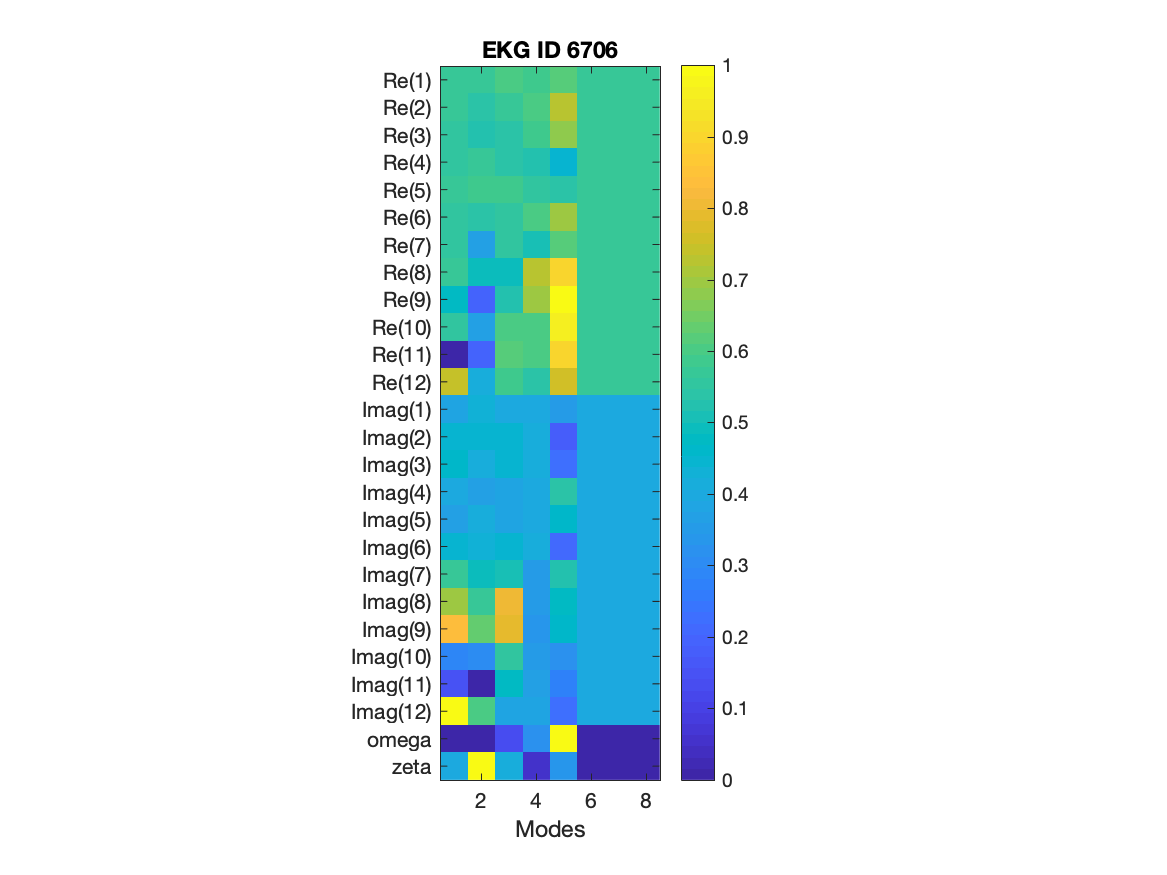 EKG ID 6706
Re(1)
Re(2)
Re(3)
Re(4)
Re(5)
Re(6)
Re(7)
Re(8)
Re(9)
Re(10)
Re(11)
Re(12)
Imag(1)
Imag(2)
Imag(3)
Imag(4)
Imag(5)
Imag(6)
Imag(7)
Imag(8)
Imag(9)
Imag(10)
Imag(11)
Imag(12)
omega
zeta
2 4 6 8
Modes
1
0.9
0.8
0.7
0.6
0.5
0.4
0.3
0.2
0.1
0